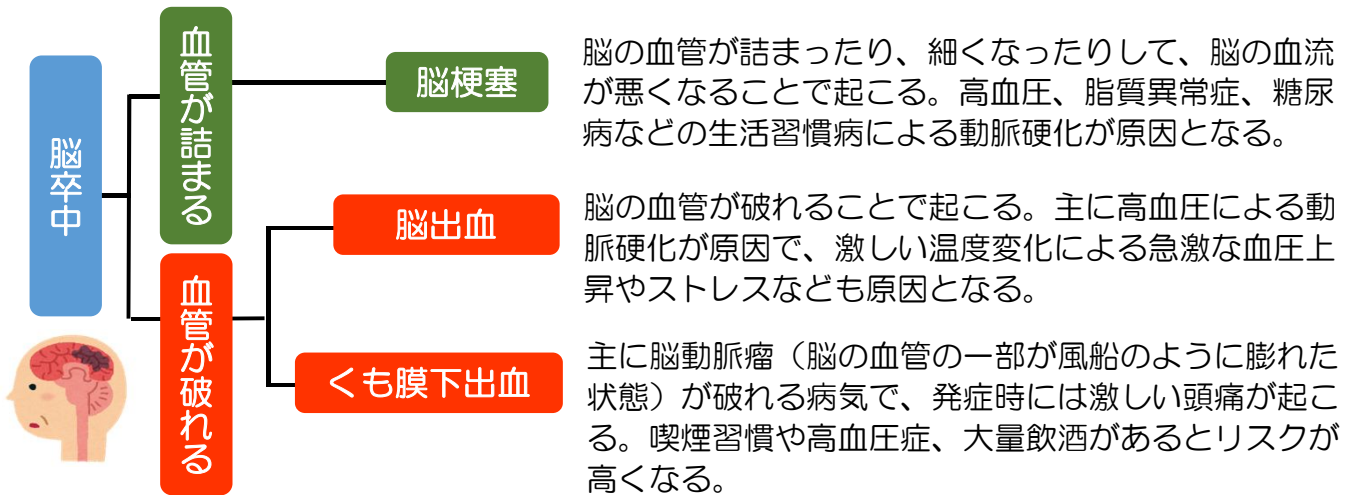 脳卒中
血管が詰まる
脳梗塞
脳の血管が詰まったり、細くなったりして、脳の血流
が悪くなることで起こる。高血圧、脂質異常症、糖尿
病などの生活習慣病による動脈硬化が原因となる。
血管が破れる
脳出血
脳の血管が破れることで起こる。主に高血圧による動
脈硬化が原因で、激しい温度変化による急激な血圧上
昇やストレスなども原因となる。
くも膜下出血
主に脳動脈瘤（脳の血管の一部が風船のように膨れた
状態）が破れる病気で、発症時には激しい頭痛が起こ
る。喫煙習慣や高血圧症、大量飲酒があるとリスクが
高くなる。